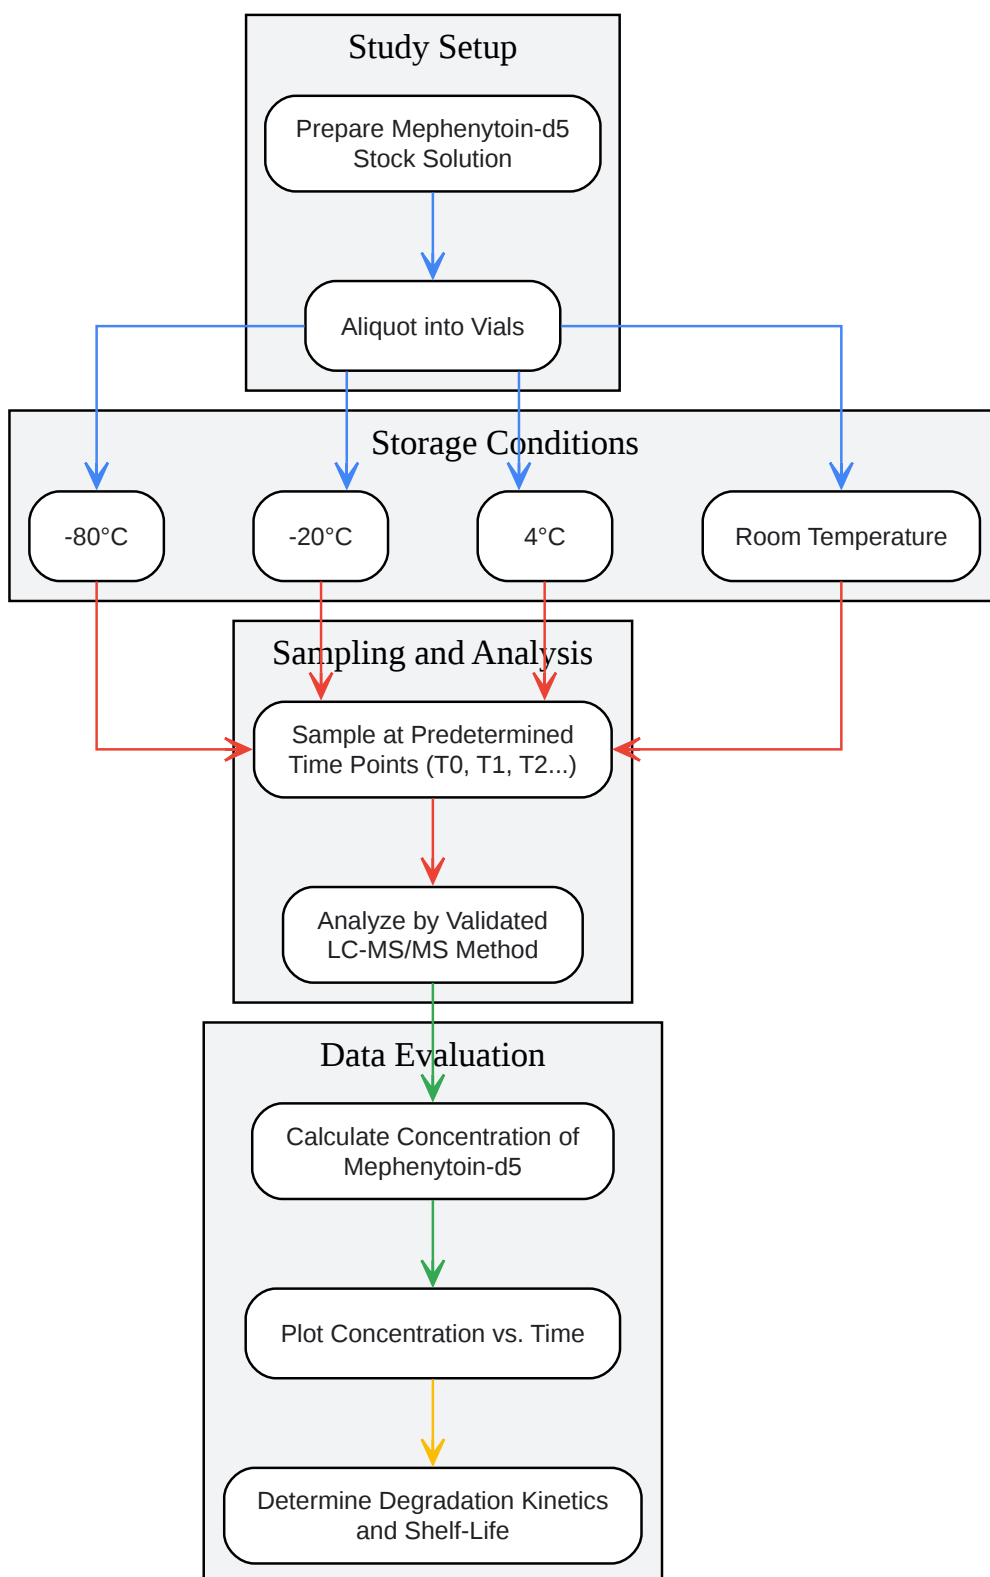 Study Setup
Prepare Mephenytoin-d5
Stock Solution
Aliquot into Vials
Storage Conditions
-80°C
-20°C
4°C
Room Temperature
Sampling and Analysis
Sample at Predetermined
Time Points (T0, T1, T2...)
Analyze by Validated
LC-MS/MS Method
Data Evaluation
Calculate Concentration of
Mephenytoin-d5
Plot Concentration vs. Time
Determine Degradation Kinetics
and Shelf-Life